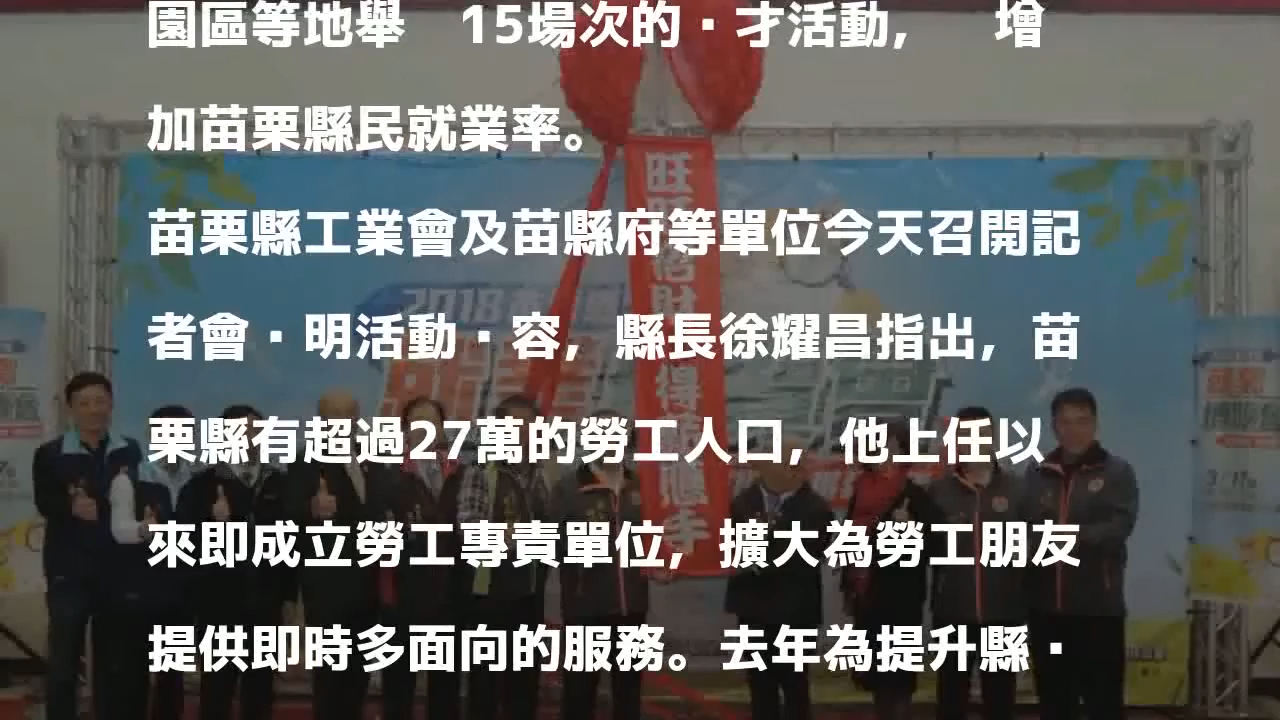 園區等地舉　15場次的·才活動，　增
加苗栗縣民就業率。
苗栗縣工業會及苗縣府等單位今天召開記
者會·明活動·容，縣長徐耀昌指出，苗
栗縣有超過27萬的勞工人口，他上任以
來即成立勞工專責單位，擴大為勞工朋友
提供即時多面向的服務。去年為提升縣·
2018